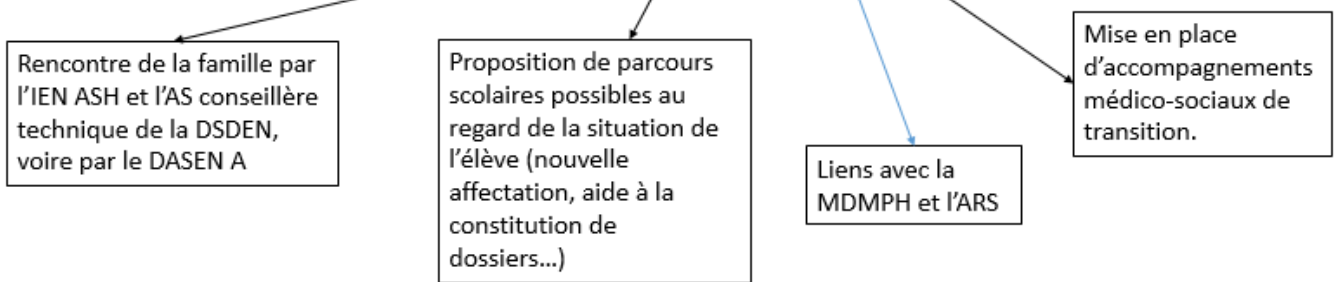 Rencontre de la famille par
l'IEN ASH et l'AS conseillère
technique de la DSDEN,
voire par le DASEN A
Proposition de parcours
scolaires possibles au
regard de la situation de
l'élève (nouvelle
affectation, aide à la
constitution de
dossiers…)
Liens avec la
MDMPH et l'ARS
Mise en place
d'accompagnements
médico-sociaux de
transition.